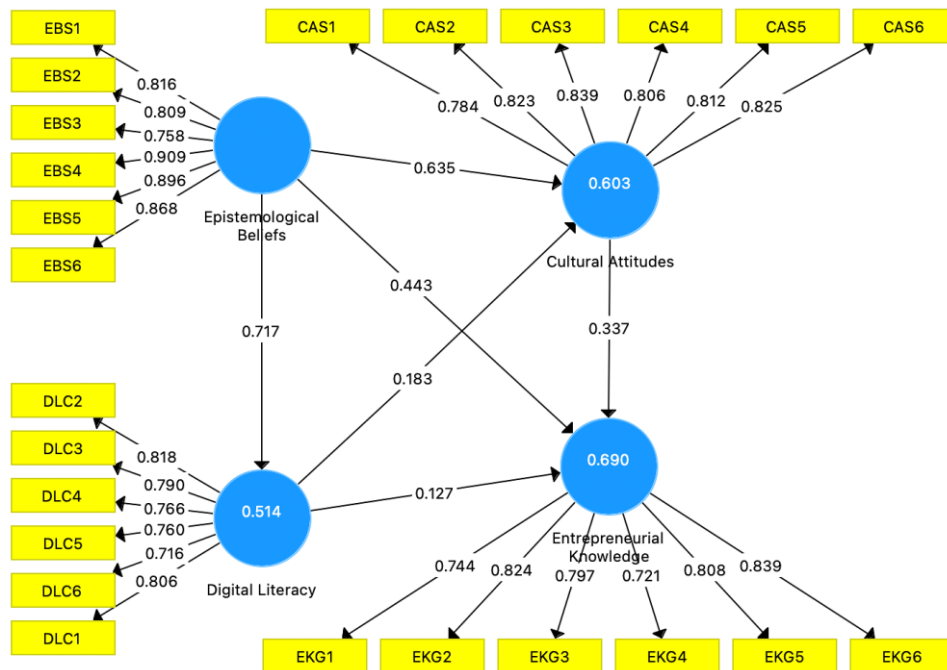 EBS1
EBS2
EBS3
EBS4
EBS5
EBS6
0.816
0.809
0.758
0.909
0.896
0.868
Epistemological
Beliefs
CAS1
CAS2
CAS3
CAS4
CAS5
CAS6
0.784
0.823
0.839
0.806
0.812
0.825
0.603
Cultural Attitudes
0.635
0.443
0.717
0.183
0.337
0.127
DLC2
DLC3
DLC4
DLC5
DLC6
DLC1
0.818
0.790
0.766
0.760
0.716
0.806
0.514
Digital Literacy
0.690
Entrepreneurial
Knowledge
0.744
0.824
0.797
0.721
0.808
0.839
EKG1
EKG2
EKG3
EKG4
EKG5
EKG6